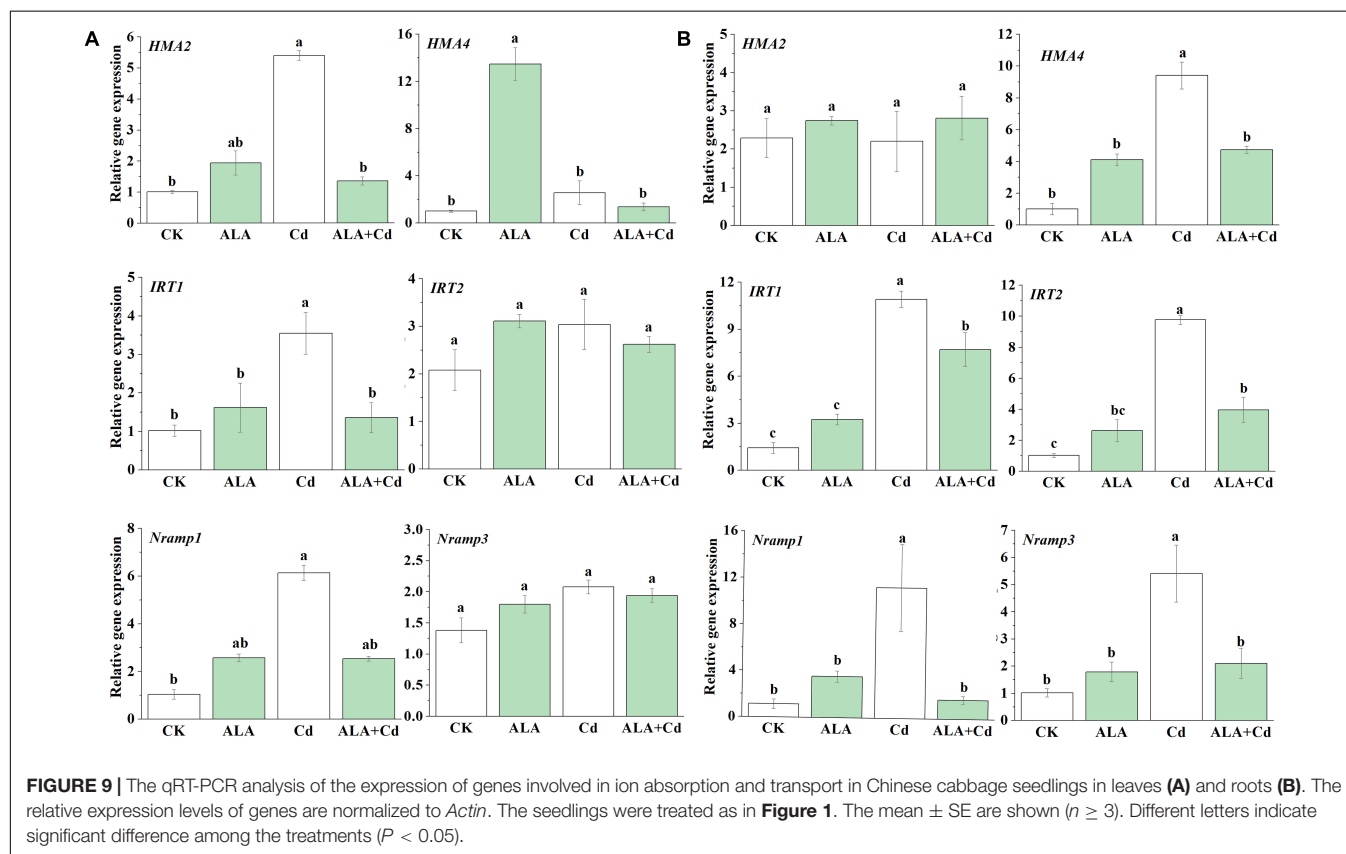 A
HMA2
Relative gene expression
6
5
4
3
2
1
0
b
ab
a
b
CK ALA Cd ALA+Cd
HMA4
16
12
8
4
0
b
a
b
b
CK ALA Cd ALA+Cd
B
HMA2
Relative gene expression
5
4
3
2
1
0
a
a
a
a
CK ALA Cd ALA+Cd
HMA4
10
8
6
4
2
0
b
b
a
b
CK ALA Cd ALA+Cd
IRT1
Relative gene expression
5
4
3
2
1
0
b
b
a
b
CK ALA Cd ALA+Cd
IRT2
4
3
2
1
0
a
a
a
a
CK ALA Cd ALA+Cd
IRT1
Relative gene expression
12
9
6
3
0
c
c
a
b
CK ALA Cd ALA+Cd
IRT2
12
10
8
6
4
2
0
c
bc
a
b
CK ALA Cd ALA+Cd
Nramp1
Relative gene expression
8
6
4
2
0
b
ab
a
ab
CK ALA Cd ALA+Cd
Nramp3
3.0
2.5
2.0
1.5
1.0
0.5
0.0
a
a
a
a
CK ALA Cd ALA+Cd
Nramp1
Relative gene expression
16
12
8
4
0
b
b
a
b
CK ALA Cd ALA+Cd
Nramp3
7
6
5
4
3
2
1
0
b
b
a
b
CK ALA Cd ALA+Cd
FIGURE 9 | The qRT-PCR analysis of the expression of genes involved in ion absorption and transport in Chinese cabbage seedlings in leaves (A) and roots (B). The
relative expression levels of genes are normalized to Actin. The seedlings were treated as in Figure 1. The mean ± SE are shown (n ≥ 3). Different letters indicate
significant difference among the treatments (P < 0.05).